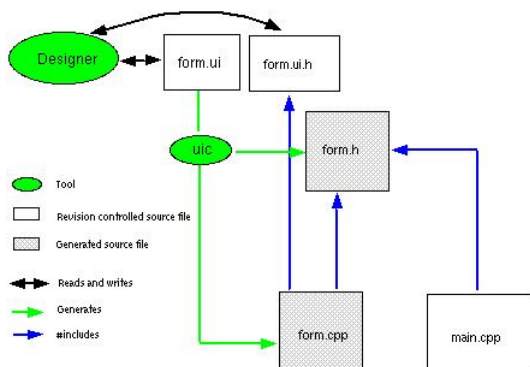 Designer
form.ui
form.ui.h
uic
form.h
Tool
Revision controlled source file
Generated source file
Reads and writes
Generates
#includes
form.cpp
main.cpp